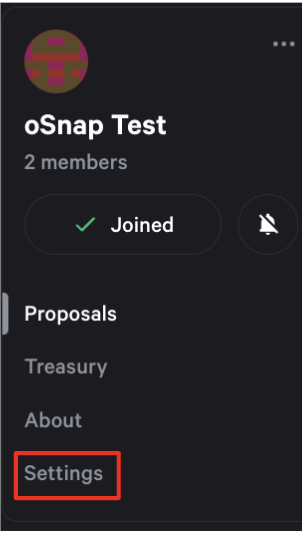 oSnap Test
2 members
Joined
Proposals
Treasury
About
Settings